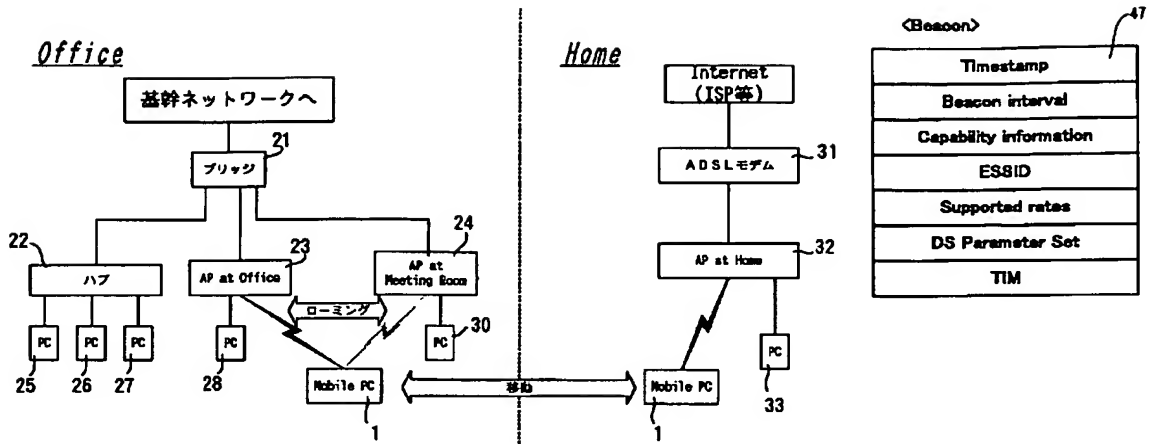 Office
基幹ネットワークへ
21
ブリッジ
22
ハブ
23
AP at Office
24
AP at
Meeting Room
ローミング
PC
PC
PC
PC
PC
25
26
27
28
30
Mobile PC
1
移動
Home
Internet
(ISP等)
31
ADSLモデム
32
AP at Home
PC
33
Mobile PC
1
<Beacon>
47
Timestamp
Beacon interval
Capability information
ESSID
Supported rates
DS Parameter Set
TIM